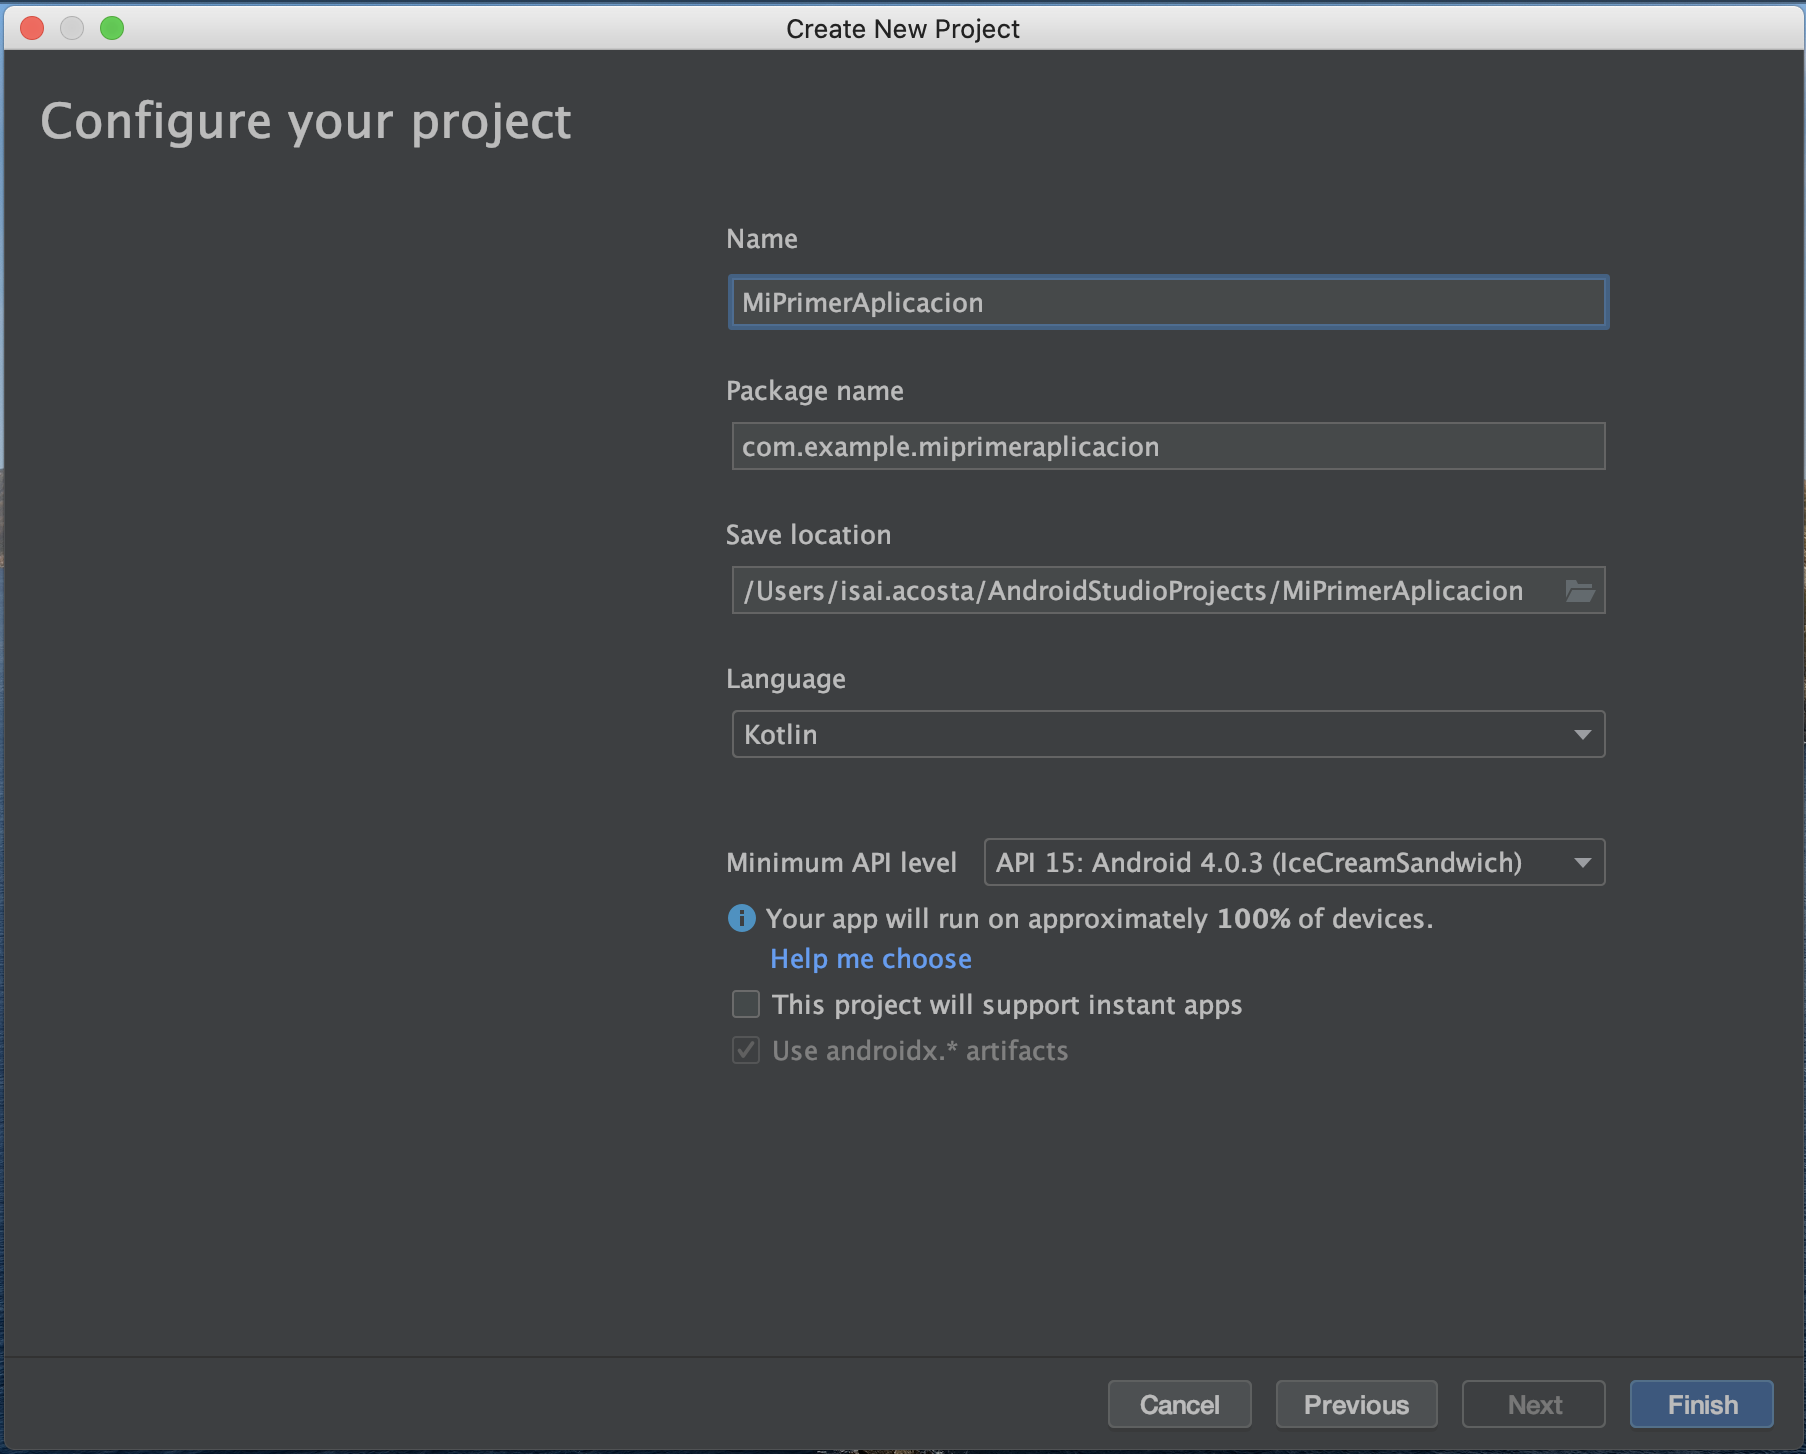 Create New Project
Configure your project
Name
MiPrimerAplicacion
Package name
com.example.miprimeraplicacion
Save location
/Users/isai.acosta/AndroidStudioProjects/MiPrimerAplicacion
Language
Kotlin
Minimum API level API 15: Android 4.0.3 (IceCreamSandwich)
Your app will run on approximately 100% of devices.
Help me choose
This project will support instant apps
Use androidx.* artifacts
Cancel Previous Next Finish